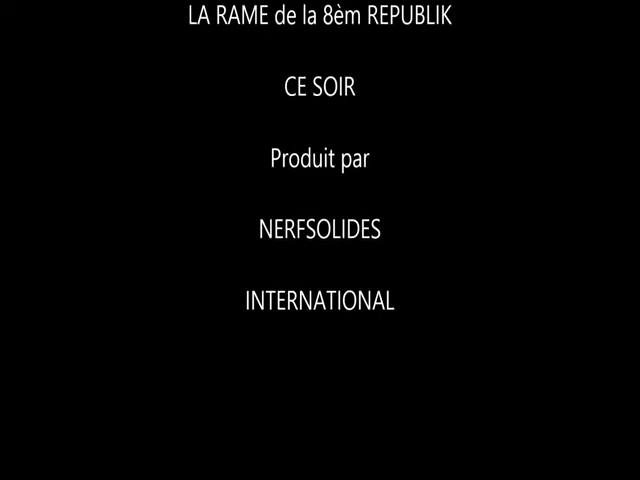 LA RAME de la 8èm REPUBLIK
CE SOIR
Produit par
NERFSOLIDES
INTERNATIONAL